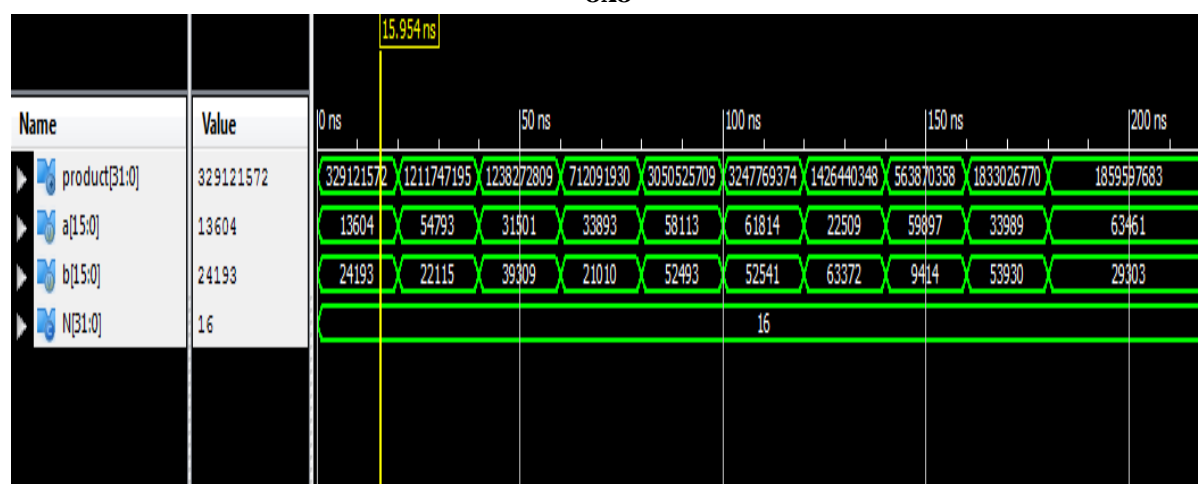 15.954 ns
Name Value 0 ns 50 ns 100 ns 150 ns 200 ns
product[31:0] 329121572 329121572 1211747195 1238272809 712091930 3050525709 3247769374 1426440348 563870358 1833026770 1859597683
a[15:0] 13604 13604 54793 31501 33893 58113 61814 22509 59897 33989 63461
b[15:0] 24193 24193 22115 39309 21010 52493 52541 63372 9414 53930 29303
N[31:0] 16 16